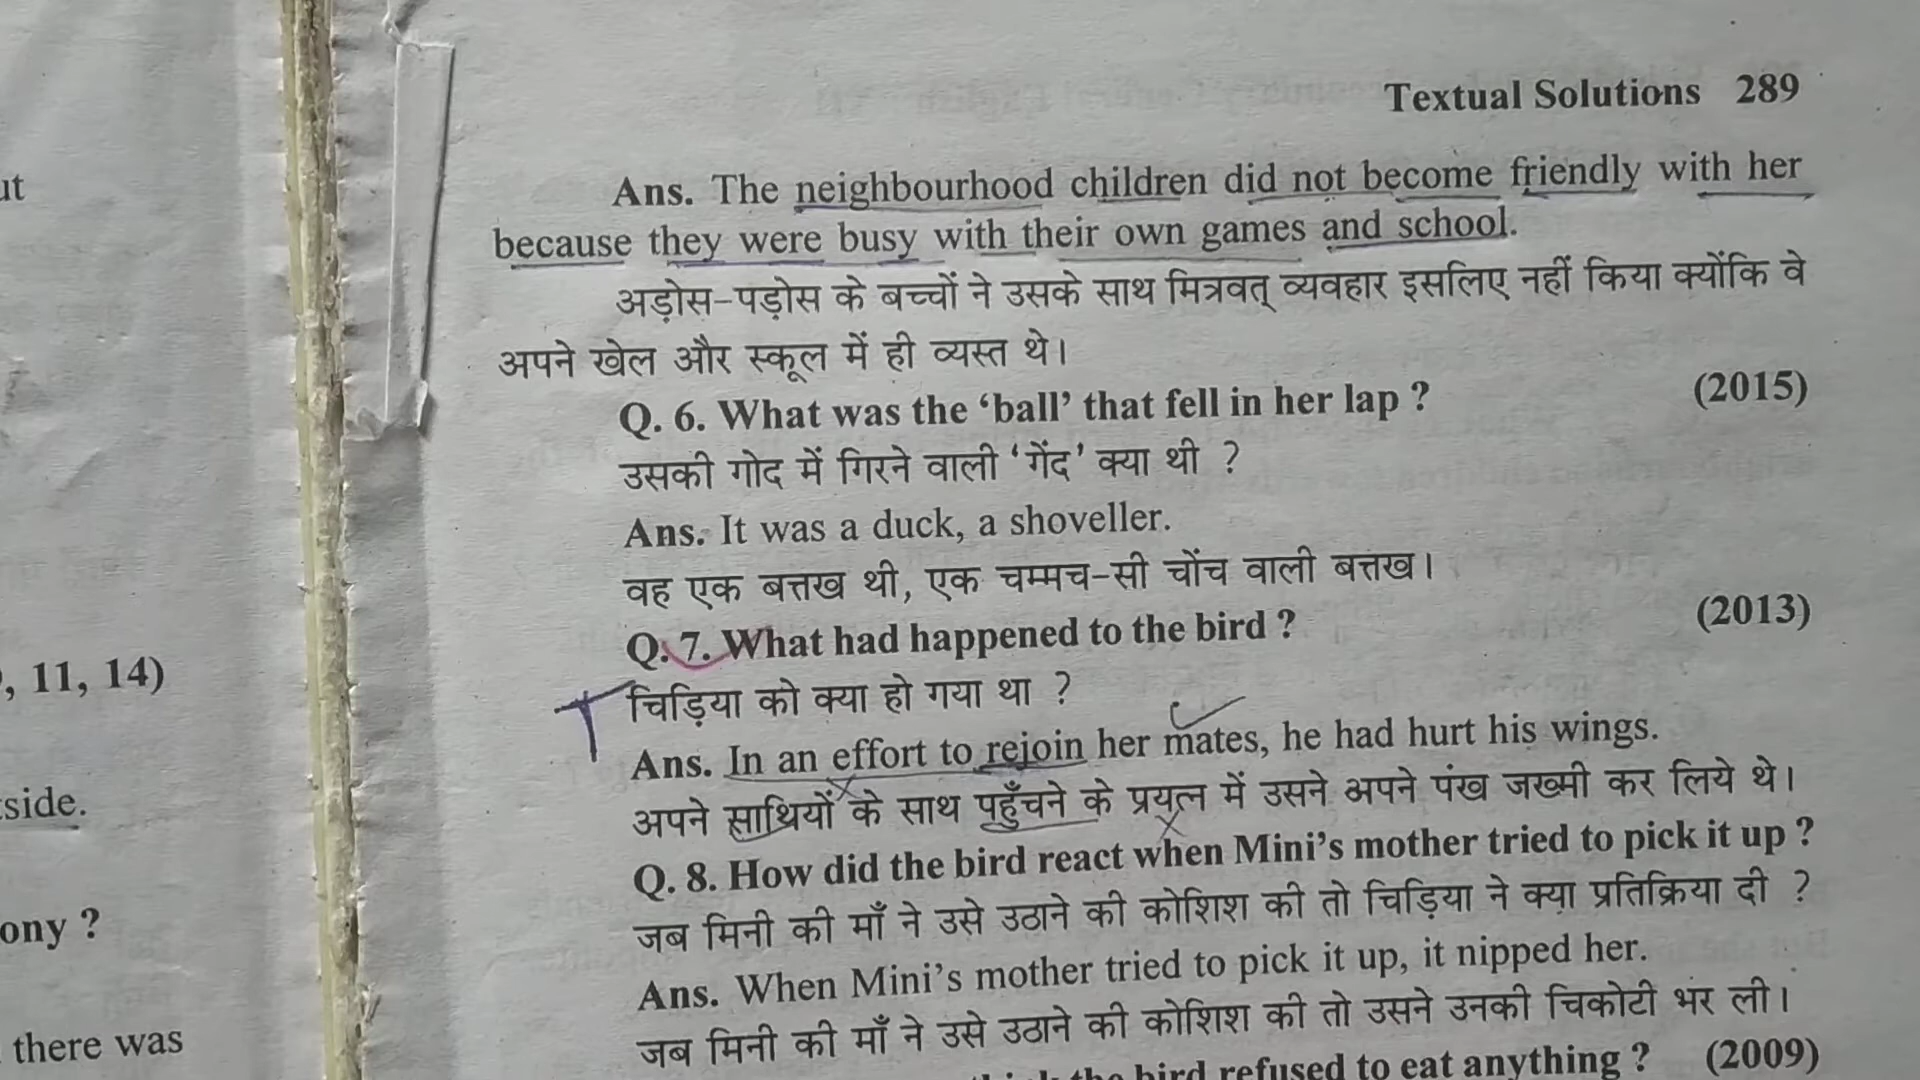 Textual Solutions 289
Ans. The neighbourhood children did not become friendly with her
because they were busy with their own games and school.
अड़ोस-पड़ोस के बच्चों ने उसके साथ मित्रवत् व्यवहार इसलिए नहीं किया क्योंकि वे
अपने खेल और स्कूल में ही व्यस्त थे।
Q. 6. What was the ‘ball’ that fell in her lap ? (2015)
उसकी गोद में गिरने वाली ‘गेंद’ क्या थी ?
Ans. It was a duck, a shoveller.
वह एक बत्तख थी, एक चम्मच-सी चोंच वाली बत्तख।
Q. 7. What had happened to the bird ? (2013)
चिड़िया को क्या हो गया था ?
Ans. In an effort to rejoin her mates, he had hurt his wings.
अपने साथियों के साथ पहुँचने के प्रयत्न में उसने अपने पंख जख्मी कर लिये थे।
Q. 8. How did the bird react when Mini’s mother tried to pick it up ?
जब मिनी की माँ ने उसे उठाने की कोशिश की तो चिड़िया ने क्या प्रतिक्रिया दी ?
Ans. When Mini’s mother tried to pick it up, it nipped her.
जब मिनी की माँ ने उसे उठाने की कोशिश की तो उसने उनकी चिकोटी भर ली।
the bird refused to eat anything ? (2009)
, 11, 14)
side.
ony ?
there was